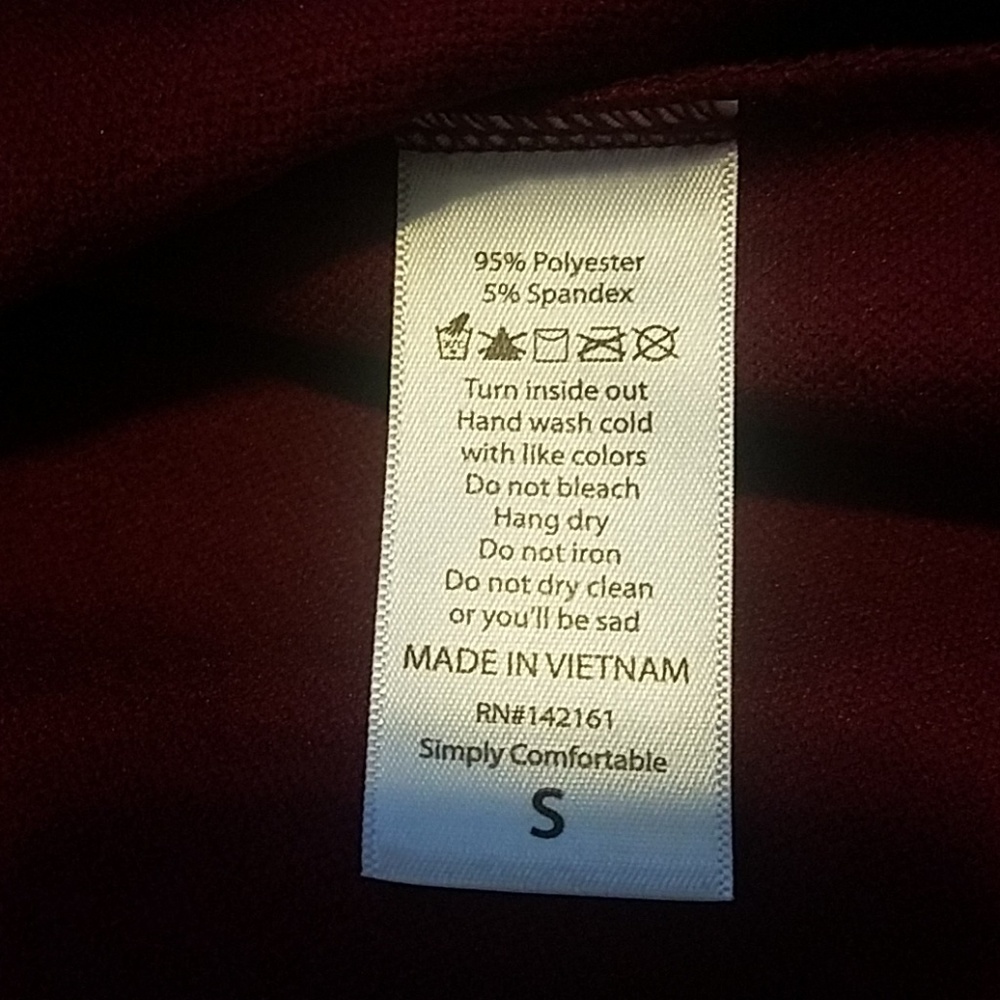 95% Polyester
5% Spandex
Turn inside out
Hand wash cold
with like colors
Do not bleach
Hang dry
Do not iron
Do not dry clean
or you'll be sad
MADE IN VIETNAM
RN#142161
Simply Comfortable
S